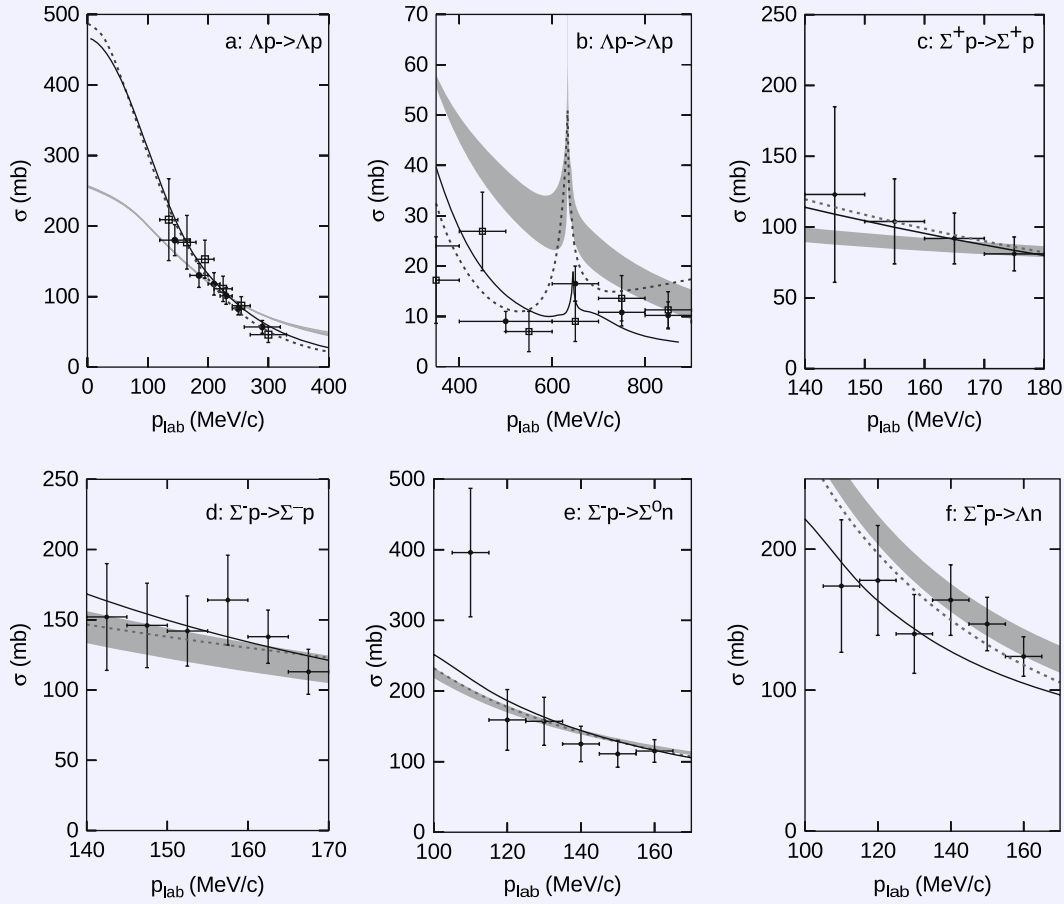 a: Λp->Λp
500
400
300
200
100
0
σ (mb)
0 100 200 300 400
p_lab (MeV/c)
b: Λp->Λp
70
60
50
40
30
20
10
0
σ (mb)
400 600 800
p_lab (MeV/c)
c: Σ⁺p->Σ⁺p
250
200
150
100
50
0
σ (mb)
140 150 160 170 180
p_lab (MeV/c)
d: Σ⁻p->Σ⁻p
250
200
150
100
50
0
σ (mb)
140 150 160 170
p_lab (MeV/c)
e: Σ⁻p->Σ⁰n
500
400
300
200
100
0
σ (mb)
100 120 140 160
p_lab (MeV/c)
f: Σ⁻p->Λn
200
100
0
σ (mb)
100 120 140 160
p_lab (MeV/c)